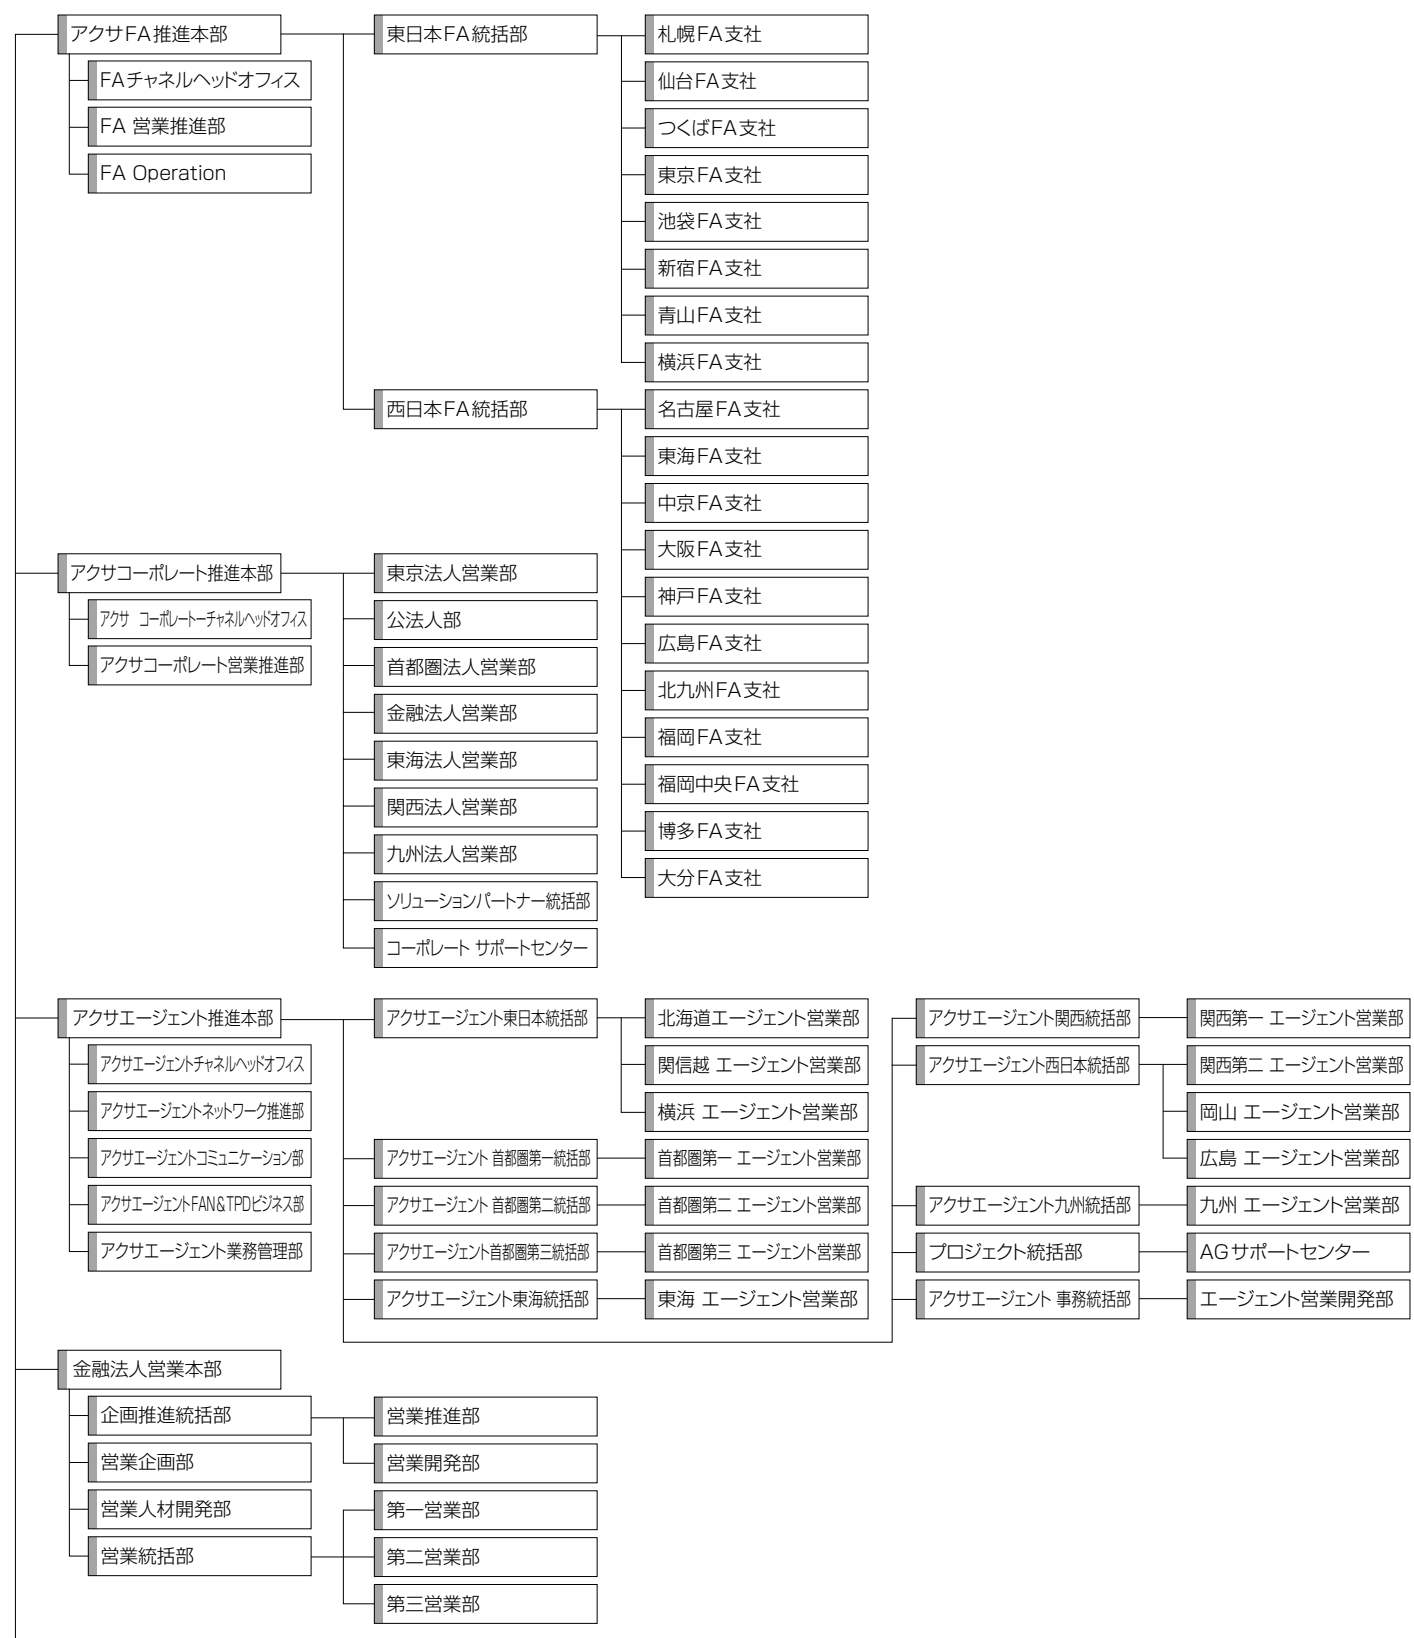 アクサFA推進本部
FAチャネルヘッドオフィス
FA 営業推進部
FA Operation
東日本FA統括部
札幌FA支社
仙台FA支社
つくばFA支社
東京FA支社
池袋FA支社
新宿FA支社
青山FA支社
横浜FA支社
西日本FA統括部
名古屋FA支社
東海FA支社
中京FA支社
大阪FA支社
神戸FA支社
広島FA支社
北九州FA支社
福岡FA支社
福岡中央FA支社
博多FA支社
大分FA支社
アクサコーポレート推進本部
アクサ コーポレートーチャネルヘッドオフィス
アクサコーポレート営業推進部
東京法人営業部
公法人部
首都圏法人営業部
金融法人営業部
東海法人営業部
関西法人営業部
九州法人営業部
ソリューションパートナー統括部
コーポレート サポートセンター
アクサエージェント推進本部
アクサエージェントチャネルヘッドオフィス
アクサエージェントネットワーク推進部
アクサエージェントコミュニケーション部
アクサエージェントFAN&TPDビジネス部
アクサエージェント業務管理部
アクサエージェント東日本統括部
北海道エージェント営業部
関信越 エージェント営業部
横浜 エージェント営業部
アクサエージェント 首都圏第一統括部
首都圏第一 エージェント営業部
アクサエージェント 首都圏第二統括部
首都圏第二 エージェント営業部
アクサエージェント首都圏第三統括部
首都圏第三 エージェント営業部
アクサエージェント東海統括部
東海 エージェント営業部
アクサエージェント関西統括部
関西第一 エージェント営業部
アクサエージェント西日本統括部
関西第二 エージェント営業部
岡山 エージェント営業部
広島 エージェント営業部
アクサエージェント九州統括部
九州 エージェント営業部
プロジェクト統括部
AGサポートセンター
アクサエージェント 事務統括部
エージェント営業開発部
金融法人営業本部
企画推進統括部
営業推進部
営業開発部
営業企画部
営業人材開発部
営業統括部
第一営業部
第二営業部
第三営業部